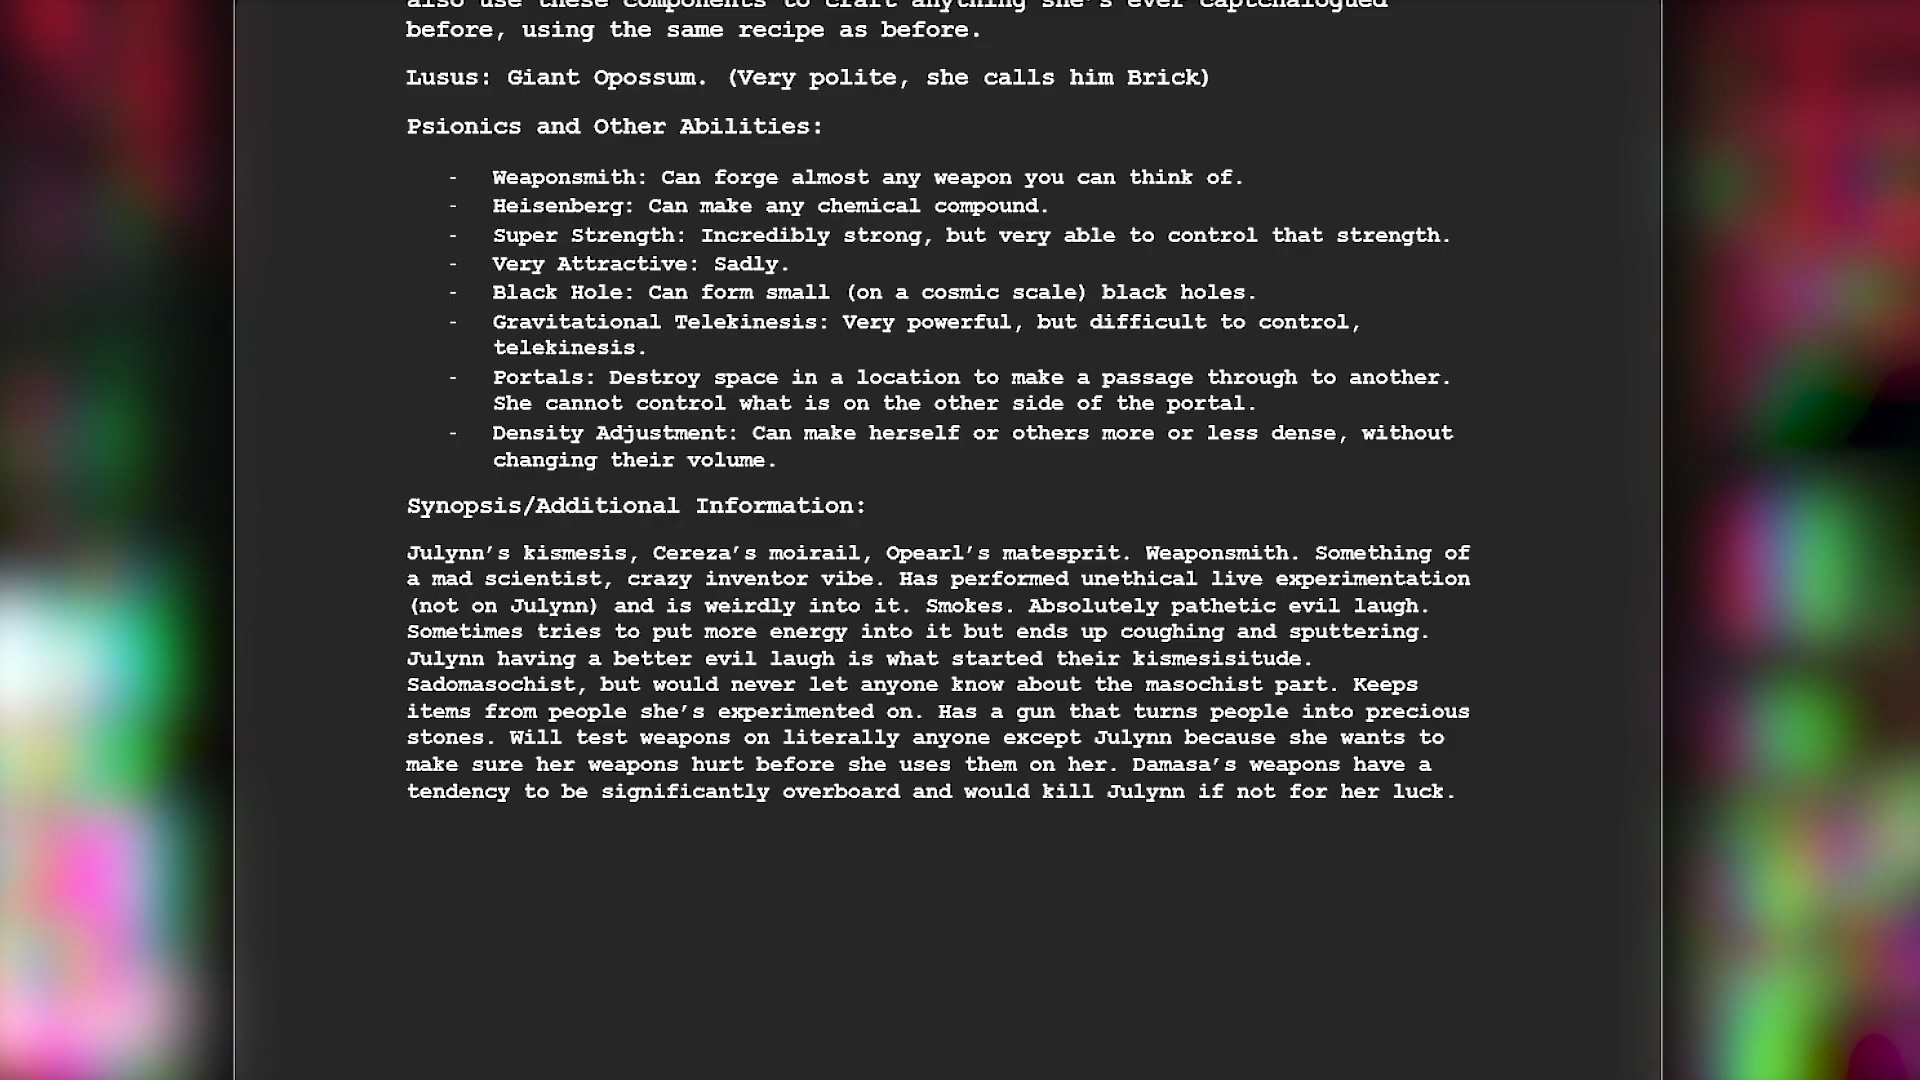 also use these components to craft anything she's ever captchalogued
before, using the same recipe as before.
Lusus: Giant Opossum. (Very polite, she calls him Brick)
Psionics and Other Abilities:
- Weaponsmith: Can forge almost any weapon you can think of.
- Heisenberg: Can make any chemical compound.
- Super Strength: Incredibly strong, but very able to control that strength.
- Very Attractive: Sadly.
- Black Hole: Can form small (on a cosmic scale) black holes.
- Gravitational Telekinesis: Very powerful, but difficult to control,
telekinesis.
- Portals: Destroy space in a location to make a passage through to another.
She cannot control what is on the other side of the portal.
- Density Adjustment: Can make herself or others more or less dense, without
changing their volume.
Synopsis/Additional Information:
Julynn’s kismesis, Cereza’s moirail, Opearl’s matesprit. Weaponsmith. Something of
a mad scientist, crazy inventor vibe. Has performed unethical live experimentation
(not on Julynn) and is weirdly into it. Smokes. Absolutely pathetic evil laugh.
Sometimes tries to put more energy into it but ends up coughing and sputtering.
Julynn having a better evil laugh is what started their kismesisitude.
Sadomasochist, but would never let anyone know about the masochist part. Keeps
items from people she’s experimented on. Has a gun that turns people into precious
stones. Will test weapons on literally anyone except Julynn because she wants to
make sure her weapons hurt before she uses them on her. Damasa’s weapons have a
tendency to be significantly overboard and would kill Julynn if not for her luck.